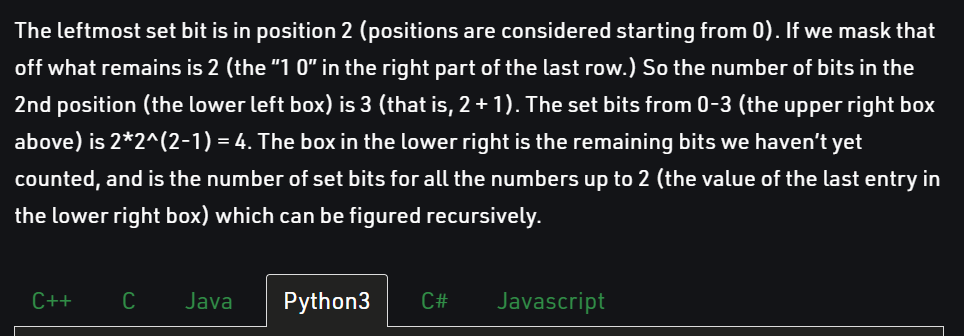 The leftmost set bit is in position 2 (positions are considered starting from 0). If we mask that
off what remains is 2 (the “1 0” in the right part of the last row.) So the number of bits in the
2nd position (the lower left box) is 3 (that is, 2 + 1). The set bits from 0-3 (the upper right box
above) is 2*2^(2-1) = 4. The box in the lower right is the remaining bits we haven’t yet
counted, and is the number of set bits for all the numbers up to 2 (the value of the last entry in
the lower right box) which can be figured recursively.
C++ C Java Python3 C# Javascript